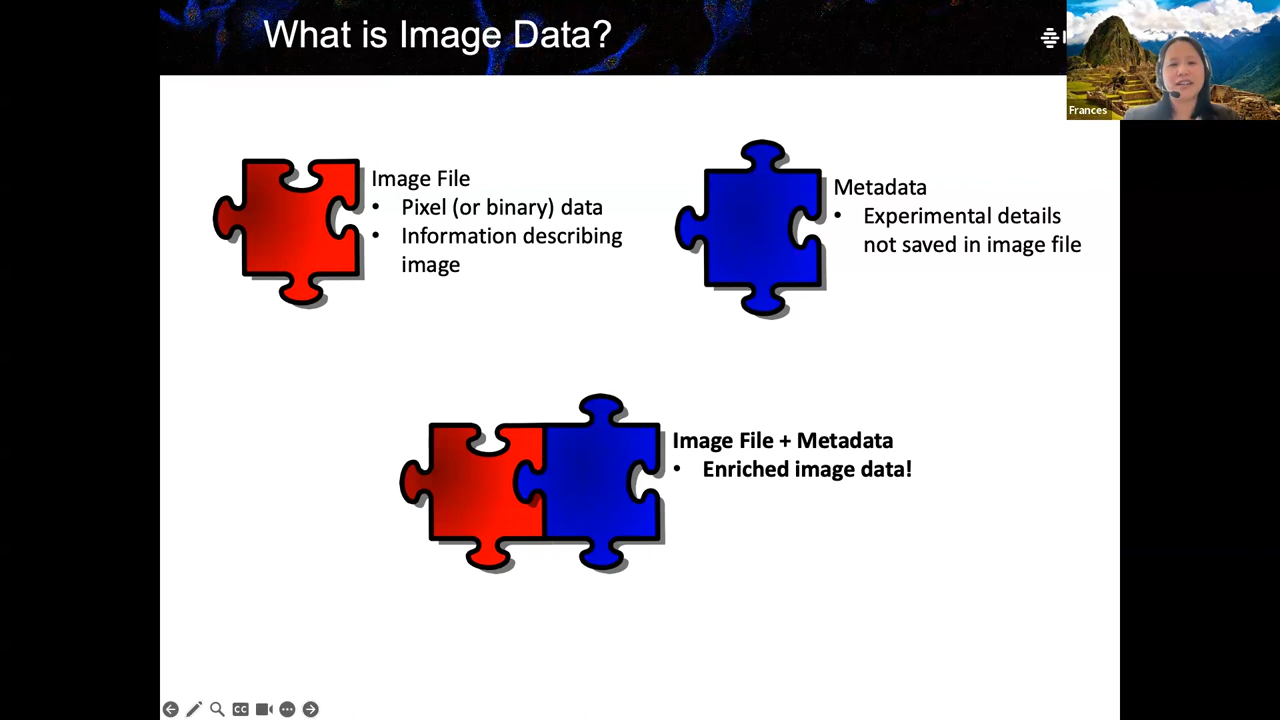 What is Image Data?
Frances
Image File
• Pixel (or binary) data
• Information describing
image
Metadata
• Experimental details
not saved in image file
Image File + Metadata
• Enriched image data!
CC